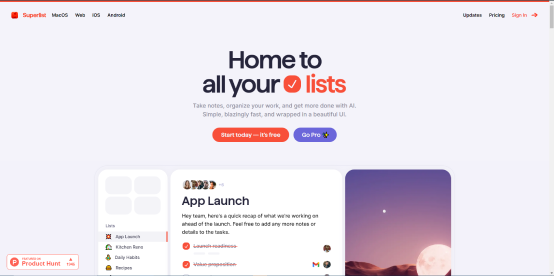 Superlist MacOS Web iOS Android Updates Pricing Sign in
Home to
all your lists
Take notes, organize your work, and get more done with AI.
Simple, blazingly fast, and wrapped in a beautiful UI.
Start today — it's free
Go Pro
App Launch
Hey team, here's a quick recap of what we're working on
ahead of the launch. Feel free to add any more notes or
details to the tasks.
Launch readiness
Value proposition
Lists
App Launch
Kitchen Reno
Daily Habits
Recipes
FEATURED ON
Product Hunt